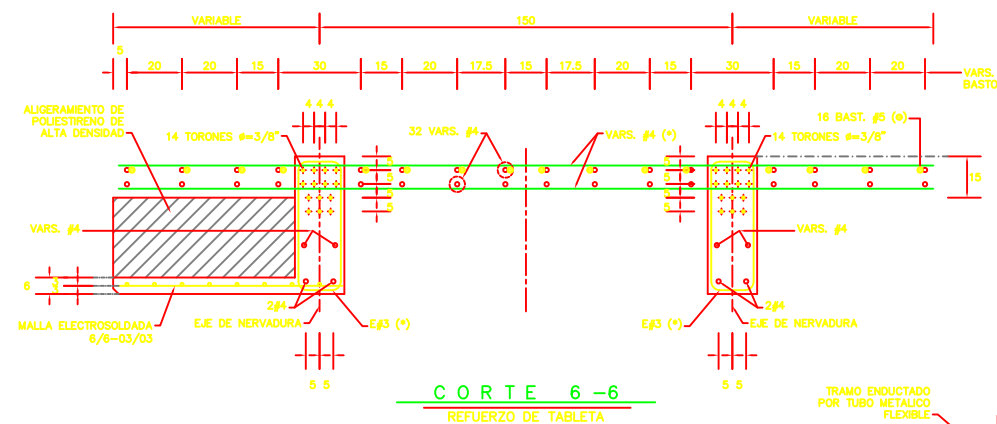 VARIABLE 150 VARIABLE
5 20 20 15 30 15 20 17.5 15 17.5 20 15 30 15 20 20
VARS.
BASTO
ALIGERAMIENTO DE
POLIESTIRENO DE
ALTA DENSIDAD
4 4 4
14 TORONES ø=3/8"
32 VARS. #4
VARS. #4 (*)
4 4 4
16 BAST. #5 (⊕)
14 TORONES ø=3/8"
5
5
5
5
5
5
15
VARS. #4
VARS. #4
6
3
2#4
2#4
MALLA ELECTROSOLDADA
6/6-03/03
EJE DE NERVADURA
E#3 (*)
E#3 (*)
EJE DE NERVADURA
5 5
5 5
CORTE 6-6
REFUERZO DE TABLETA
TRAMO ENDUCTADO
POR TUBO METALICO
FLEXIBLE